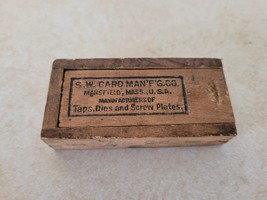 S.W. CARD MAN'F'G. CO.
MANSFIELD, MASS., U.S.A.
MANUFACTURERS OF
Taps, Dies and Screw Plates.